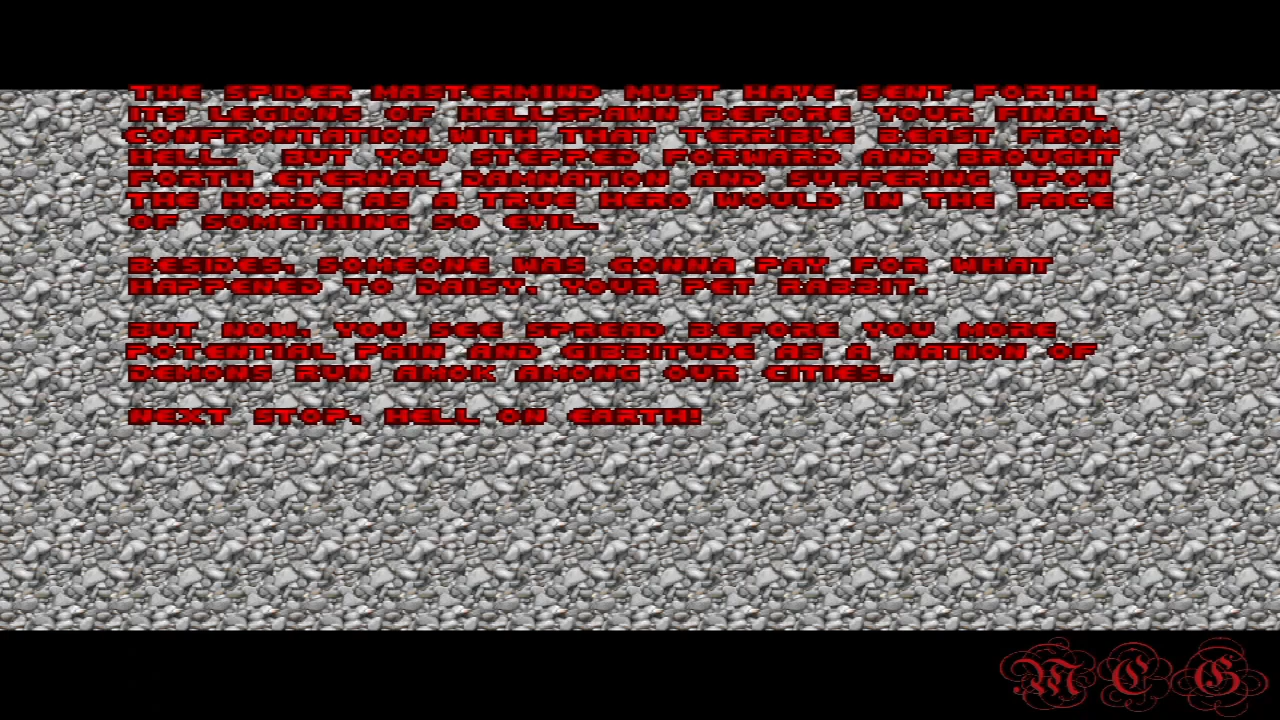 THE SPIDER MASTERMIND MUST HAVE SENT FORTH
ITS LEGIONS OF HELLSPAWN BEFORE YOUR FINAL
CONFRONTATION WITH THAT TERRIBLE BEAST FROM
HELL. BUT YOU STEPPED FORWARD AND BROUGHT
FORTH ETERNAL DAMNATION AND SUFFERING UPON
THE HORDE AS A TRUE HERO WOULD IN THE FACE
OF SOMETHING SO EVIL.
BESIDES, SOMEONE WAS GONNA PAY FOR WHAT
HAPPENED TO DAISY, YOUR PET RABBIT.
BUT NOW, YOU SEE SPREAD BEFORE YOU MORE
POTENTIAL PAIN AND GIBBITUDE AS A NATION OF
DEMONS RUN AMOK AMONG OUR CITIES.
NEXT STOP, HELL ON EARTH!
MCG